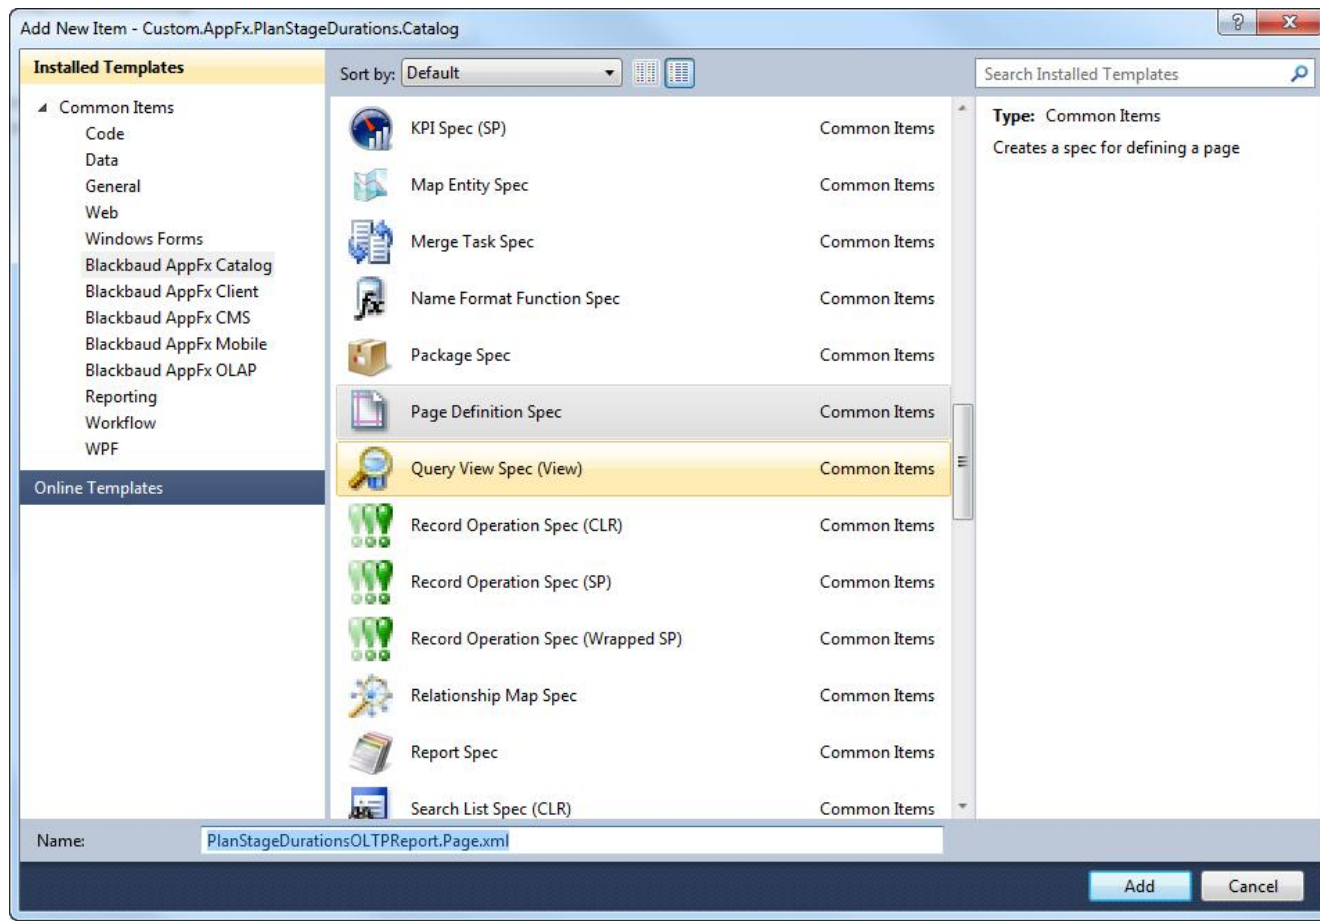 Add New Item - Custom.AppFx.PlanStageDurations.Catalog
Installed Templates
Common Items
Code
Data
General
Web
Windows Forms
Blackbaud AppFx Catalog
Blackbaud AppFx Client
Blackbaud AppFx CMS
Blackbaud AppFx Mobile
Blackbaud AppFx OLAP
Reporting
Workflow
WPF
Online Templates
Sort by: Default
KPI Spec (SP) Common Items
Map Entity Spec Common Items
Merge Task Spec Common Items
fx
Name Format Function Spec Common Items
Package Spec Common Items
Page Definition Spec Common Items
Query View Spec (View) Common Items
Record Operation Spec (CLR) Common Items
Record Operation Spec (SP) Common Items
Record Operation Spec (Wrapped SP) Common Items
Relationship Map Spec Common Items
Report Spec Common Items
Search List Spec (CLR) Common Items
Search Installed Templates
Type: Common Items
Creates a spec for defining a page
Name: PlanStageDurationsOLTPReport.Page.xml
Add Cancel